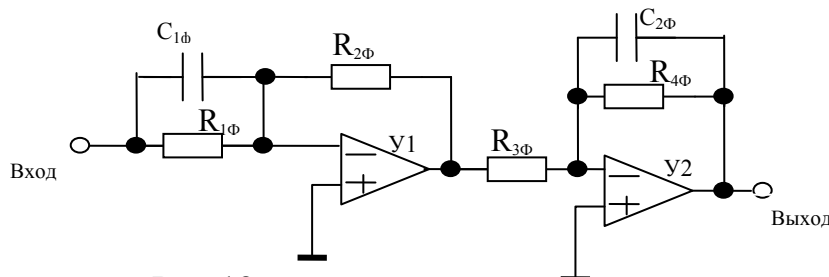 C1ф
C2Ф
R2Ф
R4Ф
R1Ф
У1
R3Ф
У2
Вход
Выход